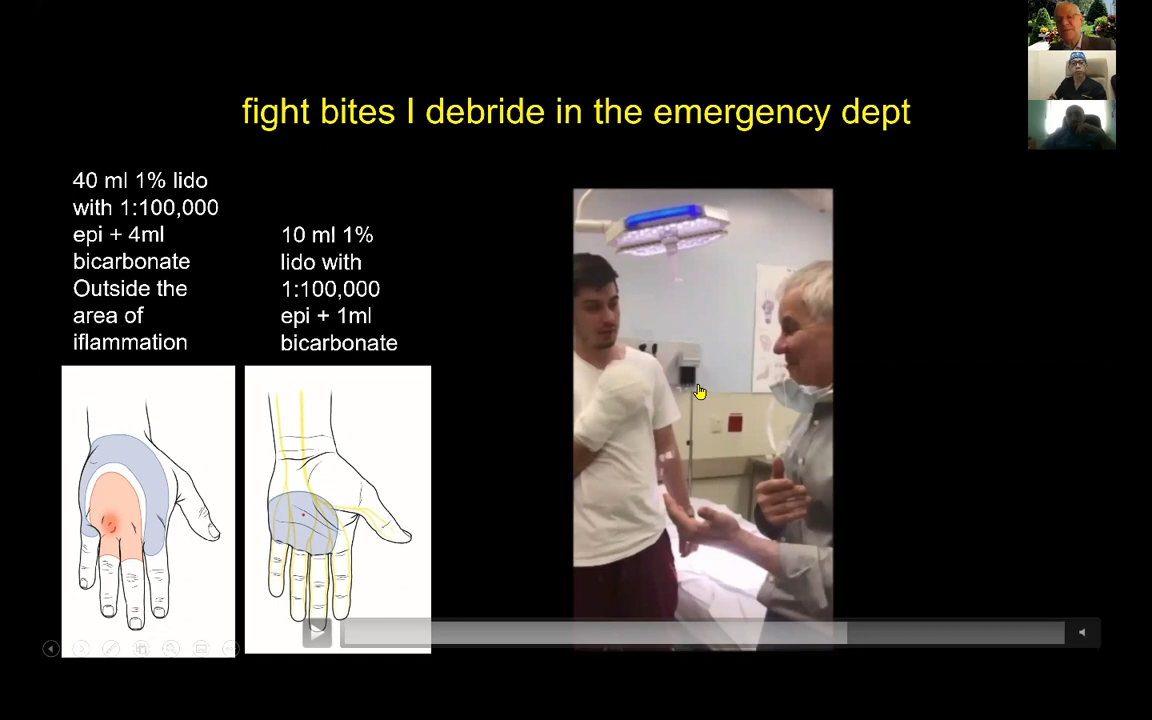 fight bites I debride in the emergency dept
40 ml 1% lido
with 1:100,000
epi + 4ml
bicarbonate
Outside the
area of
iflammation
10 ml 1%
lido with
1:100,000
epi + 1ml
bicarbonate